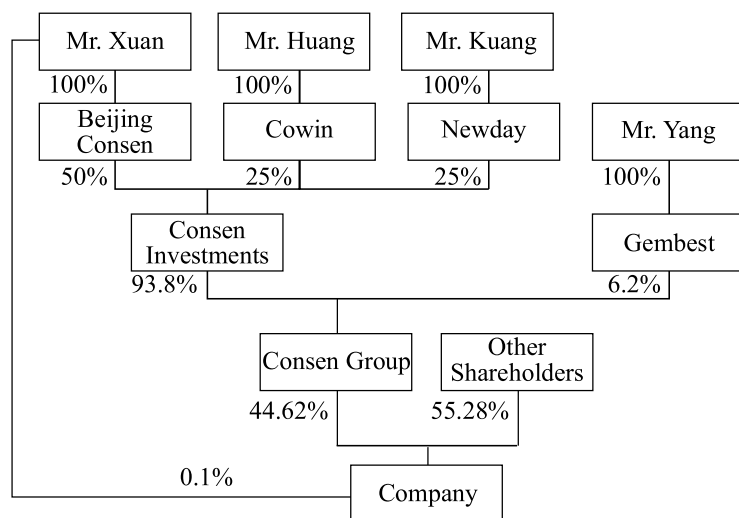 Mr. Xuan
Mr. Huang
Mr. Kuang
100%
100%
100%
Beijing
Consen
Cowin
Newday
Mr. Yang
50%
25%
25%
100%
Consen
Investments
Gembest
93.8%
6.2%
Consen Group
Other
Shareholders
44.62%
55.28%
0.1%
Company